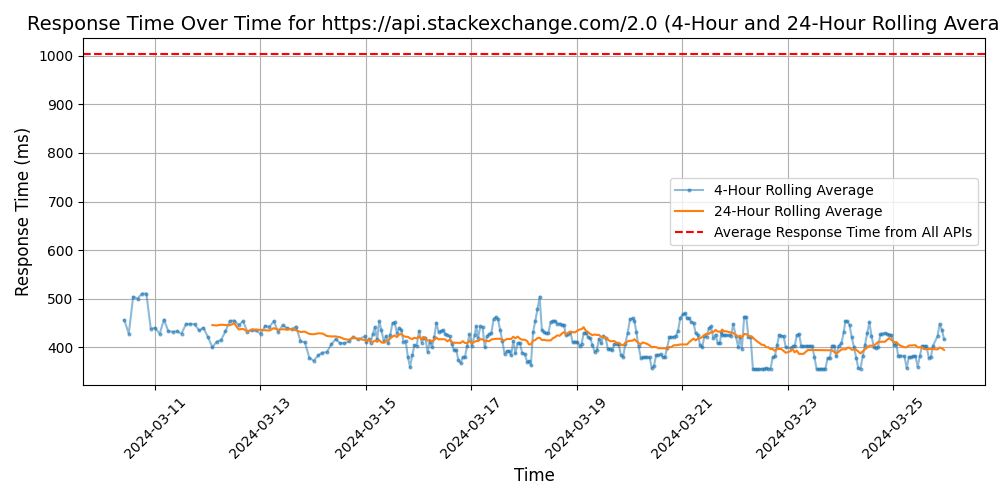 Response Time Over Time for https://api.stackexchange.com/2.0 (4-Hour and 24-Hour Rolling Avera
Response Time (ms)
1000
900
800
700
600
500
400
4-Hour Rolling Average
24-Hour Rolling Average
Average Response Time from All APIs
2024-03-11
2024-03-13
2024-03-15
2024-03-17
2024-03-19
2024-03-21
2024-03-23
2024-03-25
Time